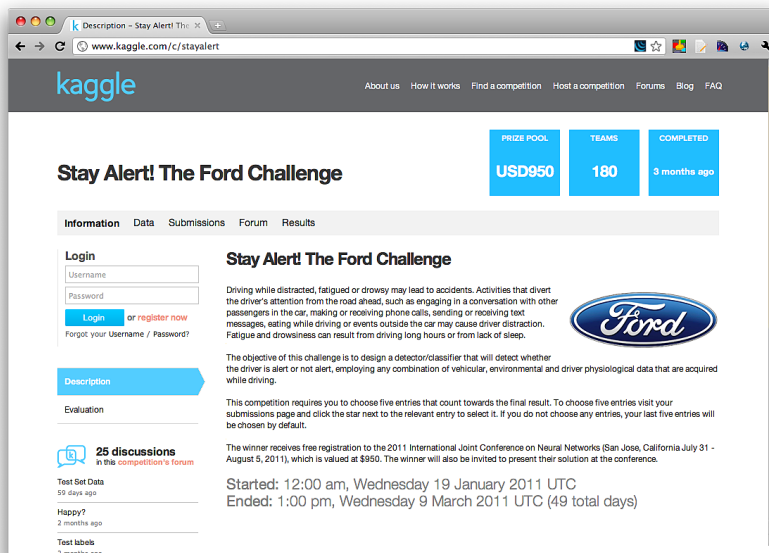 Description – Stay Alert! The
www.kaggle.com/c/stayalert
kaggle
About us How it works Find a competition Host a competition Forums Blog FAQ
Stay Alert! The Ford Challenge
PRIZE POOL
USD950
TEAMS
180
COMPLETED
3 months ago
Information Data Submissions Forum Results
Login
Username
Password
Login or register now
Forgot your Username / Password?
Description
Evaluation
25 discussions
in this competition's forum
Test Set Data
59 days ago
Happy?
2 months ago
Test labels
2 months ago
Stay Alert! The Ford Challenge
Driving while distracted, fatigued or drowsy may lead to accidents. Activities that divert
the driver's attention from the road ahead, such as engaging in a conversation with other
passengers in the car, making or receiving phone calls, sending or receiving text
messages, eating while driving or events outside the car may cause driver distraction.
Fatigue and drowsiness can result from driving long hours or from lack of sleep.
Ford
The objective of this challenge is to design a detector/classifier that will detect whether
the driver is alert or not alert, employing any combination of vehicular, environmental and driver physiological data that are acquired
while driving.
This competition requires you to choose five entries that count towards the final result. To choose five entries visit your
submissions page and click the star next to the relevant entry to select it. If you do not choose any entries, your last five entries will
be chosen by default.
The winner receives free registration to the 2011 International Joint Conference on Neural Networks (San Jose, California July 31 -
August 5, 2011), which is valued at $950. The winner will also be invited to present their solution at the conference.
Started: 12:00 am, Wednesday 19 January 2011 UTC
Ended: 1:00 pm, Wednesday 9 March 2011 UTC (49 total days)